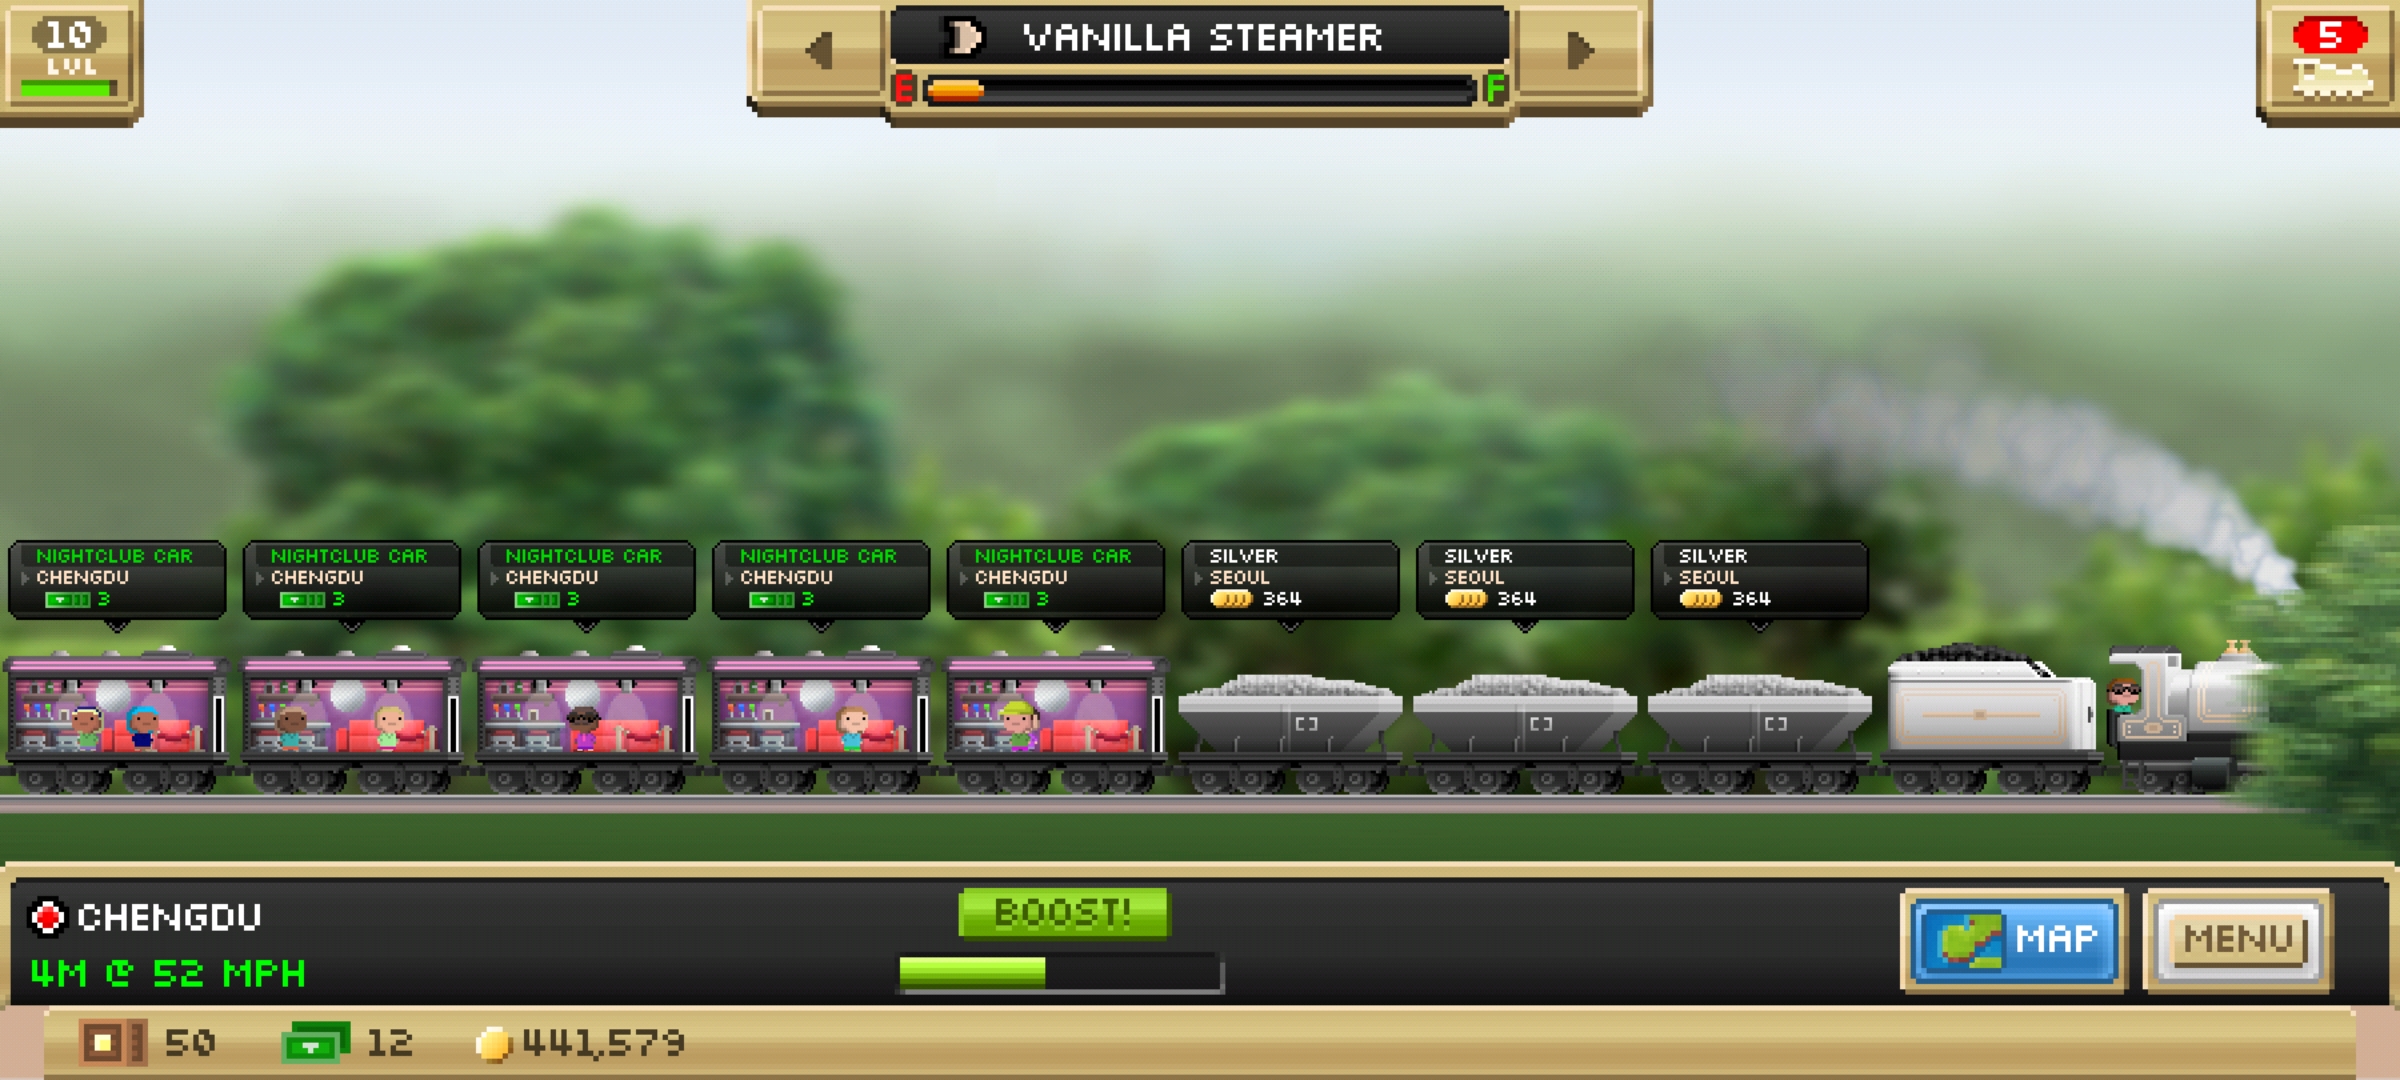 10
LVL
VANILLA STEAMER
E
F
5
NIGHTCLUB CAR
CHENGDU
3
NIGHTCLUB CAR
CHENGDU
3
NIGHTCLUB CAR
CHENGDU
3
NIGHTCLUB CAR
CHENGDU
3
NIGHTCLUB CAR
CHENGDU
3
SILVER
SEOUL
364
SILVER
SEOUL
364
SILVER
SEOUL
364
CHENGDU
4M @ 52 MPH
BOOST!
MAP
MENU
50
12
441,579